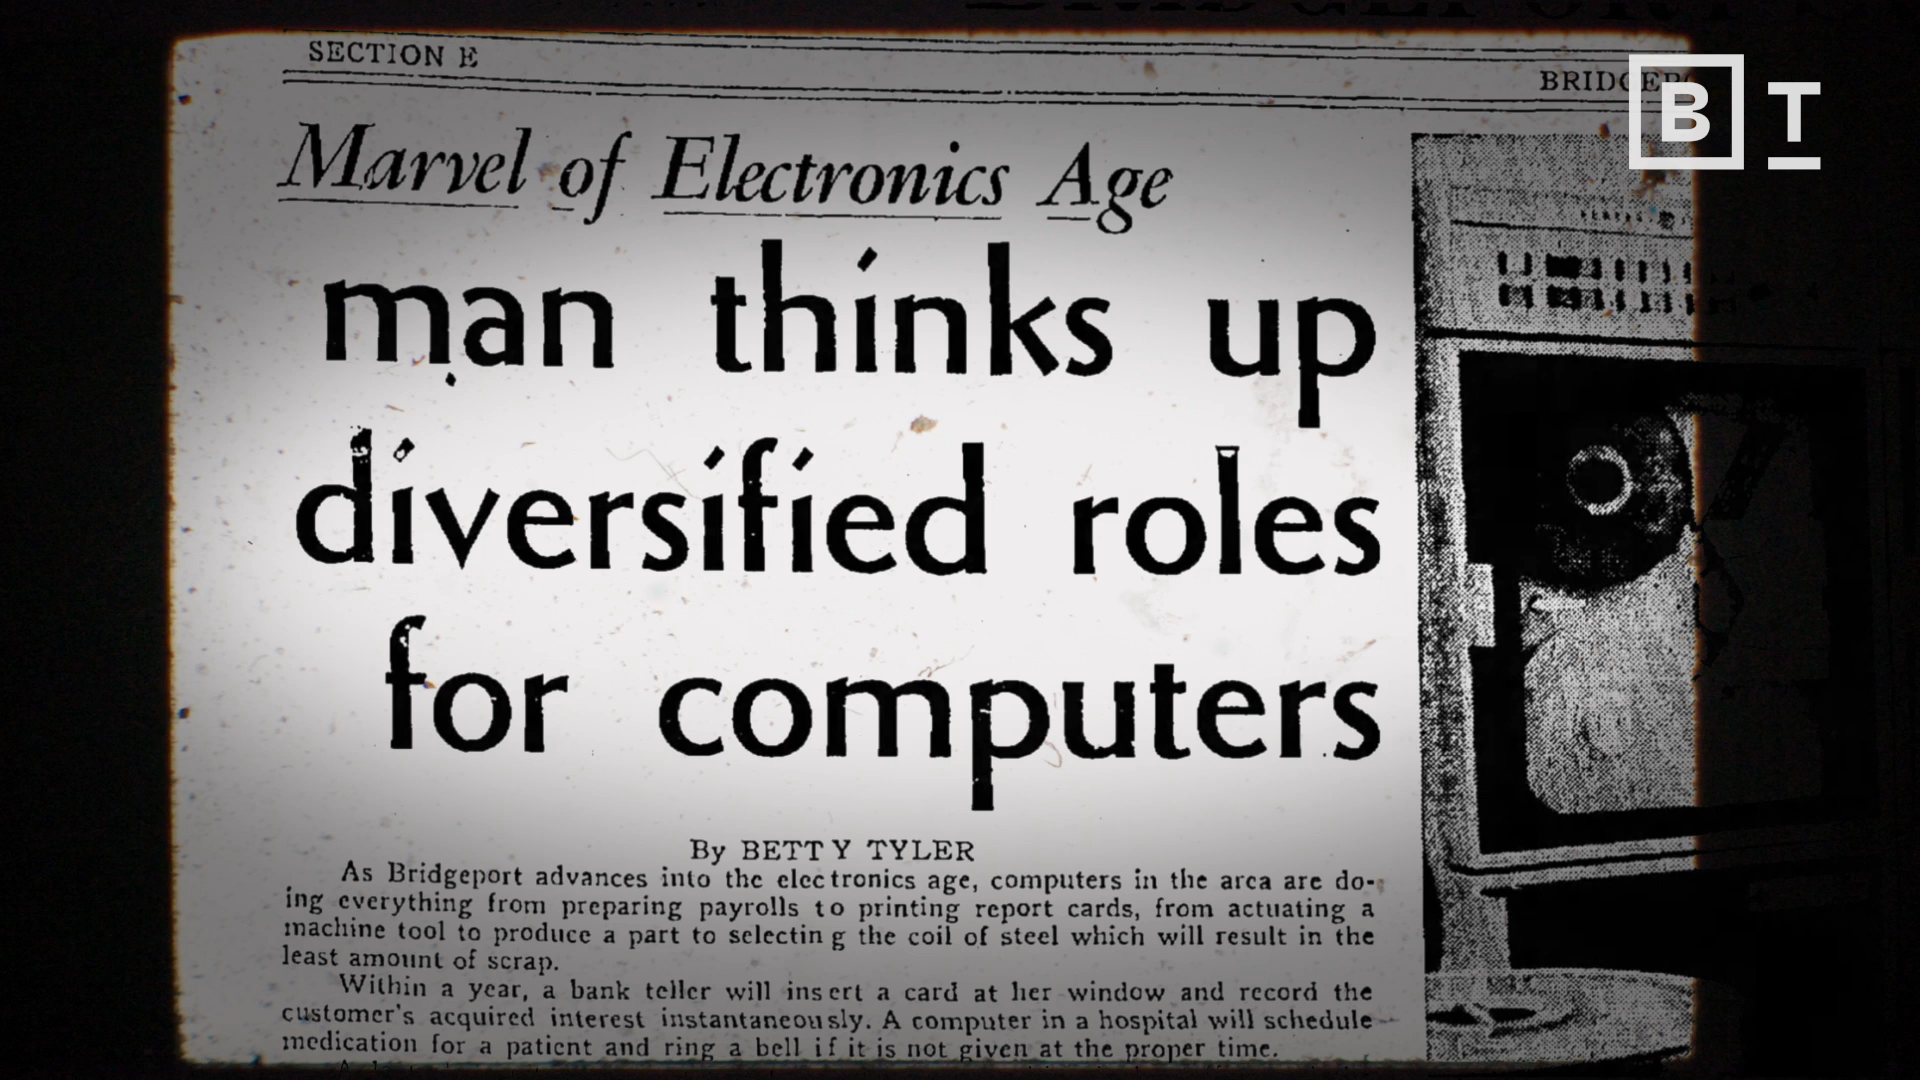 SECTION E
B T
Marvel of Electronics Age
man thinks up
diversified roles
for computers
By BETTY TYLER
As Bridgeport advances into the electronics age, computers in the area are do-
ing everything from preparing payrolls to printing report cards, from actuating a
machine tool to produce a part to selecting the coil of steel which will result in the
least amount of scrap.
Within a year, a bank teller will insert a card at her window and record the
customer's acquired interest instantaneously. A computer in a hospital will schedule
medication for a patient and ring a bell if it is not given at the proper time.